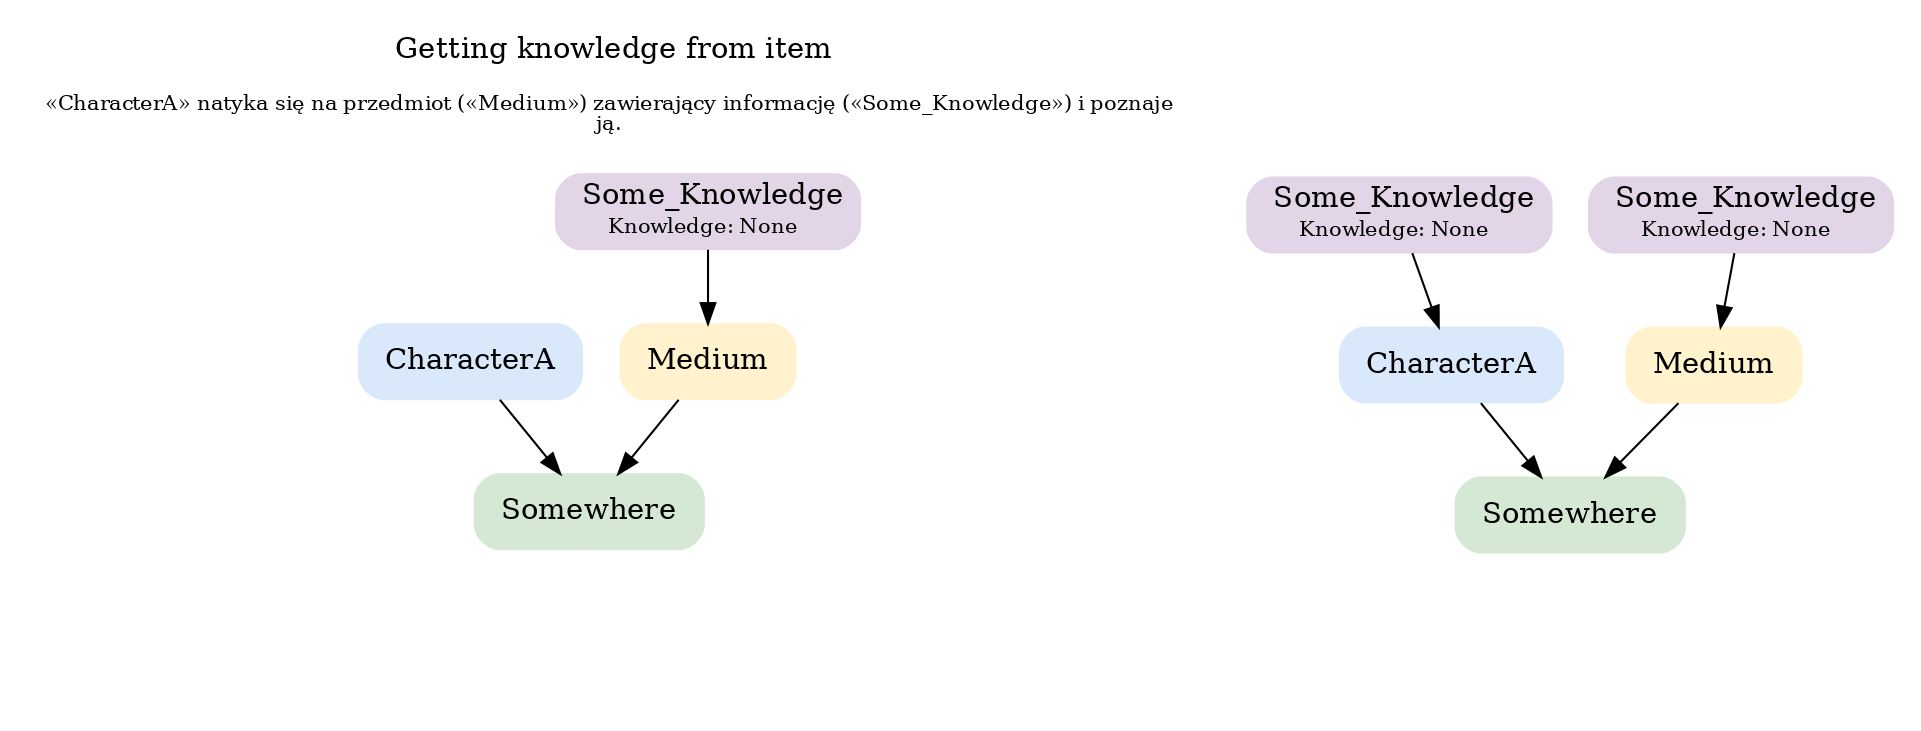 Getting knowledge from item
«CharacterA» natyka się na przedmiot («Medium») zawierający informację («Some_Knowledge») i poznaje
ją.
Some_Knowledge
Knowledge: None
CharacterA
Medium
Somewhere
Some_Knowledge
Knowledge: None
Some_Knowledge
Knowledge: None
CharacterA
Medium
Somewhere